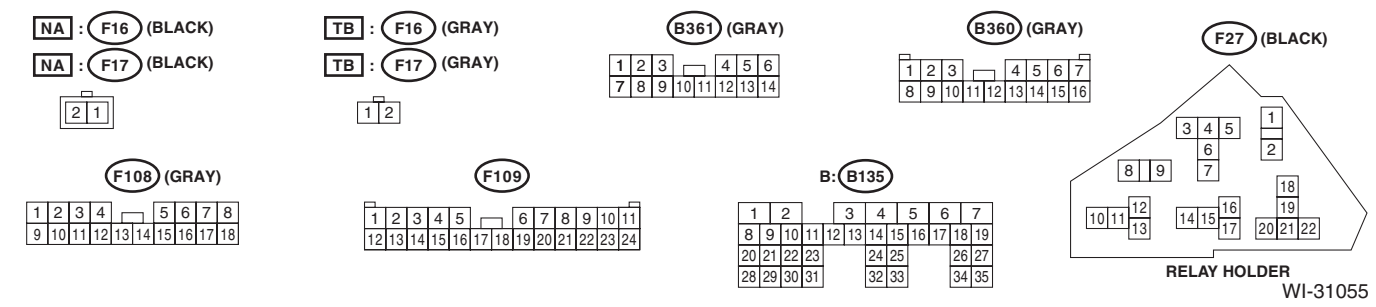 NA : F16 (BLACK)
NA : F17 (BLACK)
2 1
TB : F16 (GRAY)
TB : F17 (GRAY)
1 2
B361 (GRAY)
1 2 3 4 5 6
7 8 9 10 11 12 13 14
B360 (GRAY)
1 2 3 4 5 6 7
8 9 10 11 12 13 14 15 16
F27 (BLACK)
1
3 4 5
2
6
7
8 9
18
12
16
19
10 11
14 15
13
17
20 21 22
RELAY HOLDER
F108 (GRAY)
1 2 3 4 5 6 7 8
9 10 11 12 13 14 15 16 17 18
F109
1 2 3 4 5 6 7 8 9 10 11
12 13 14 15 16 17 18 19 20 21 22 23 24
B: B135
1 2 3 4 5 6 7
8 9 10 11 12 13 14 15 16 17 18 19
20 21 22 23 24 25 26 27
28 29 30 31 32 33 34 35
WI-31055